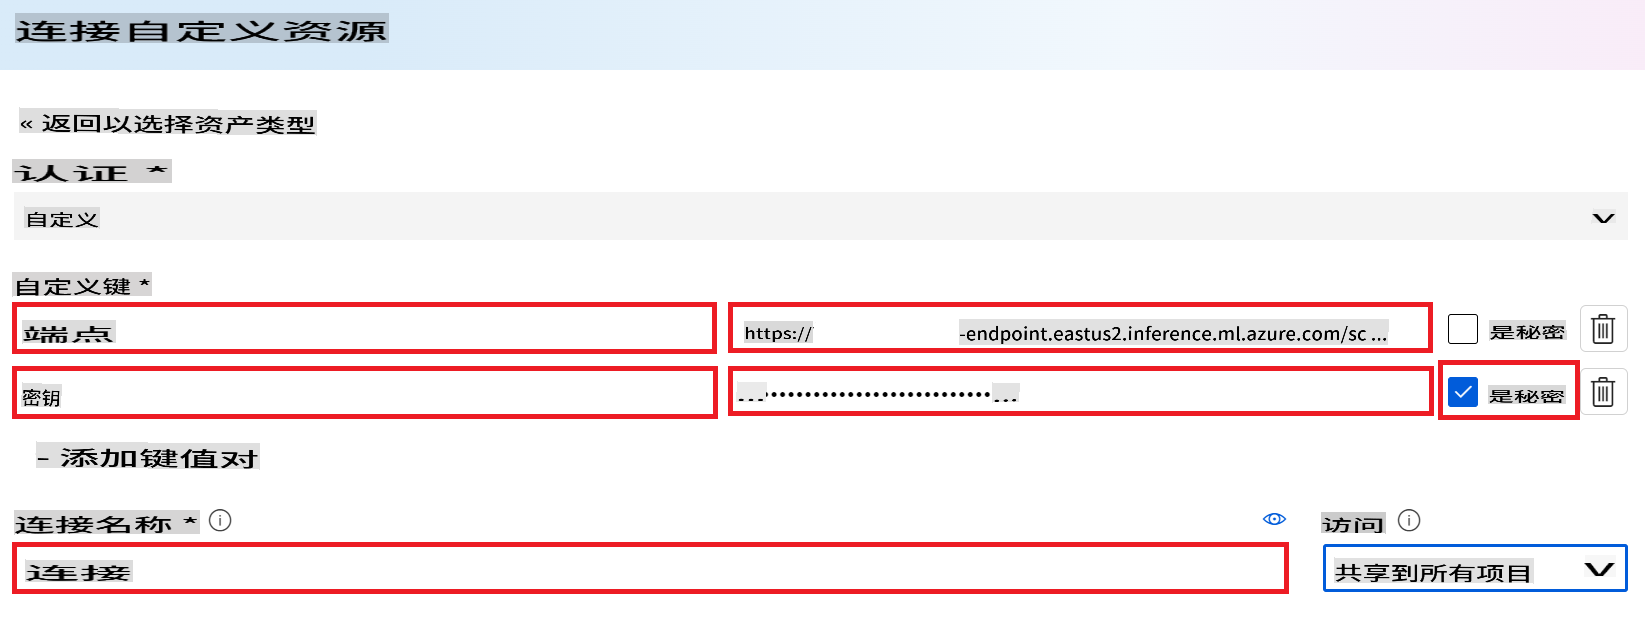 连接自定义资源
« 返回以选择资产类型
认证 *
自定义
自定义键 *
端点 https:// -endpoint.eastus2.inference.ml.azure.com/sc ... 是秘密
密钥 ...••••••••••••••••••••••••••••... 是秘密
- 添加键值对
连接名称 * 访问
连接 共享到所有项目